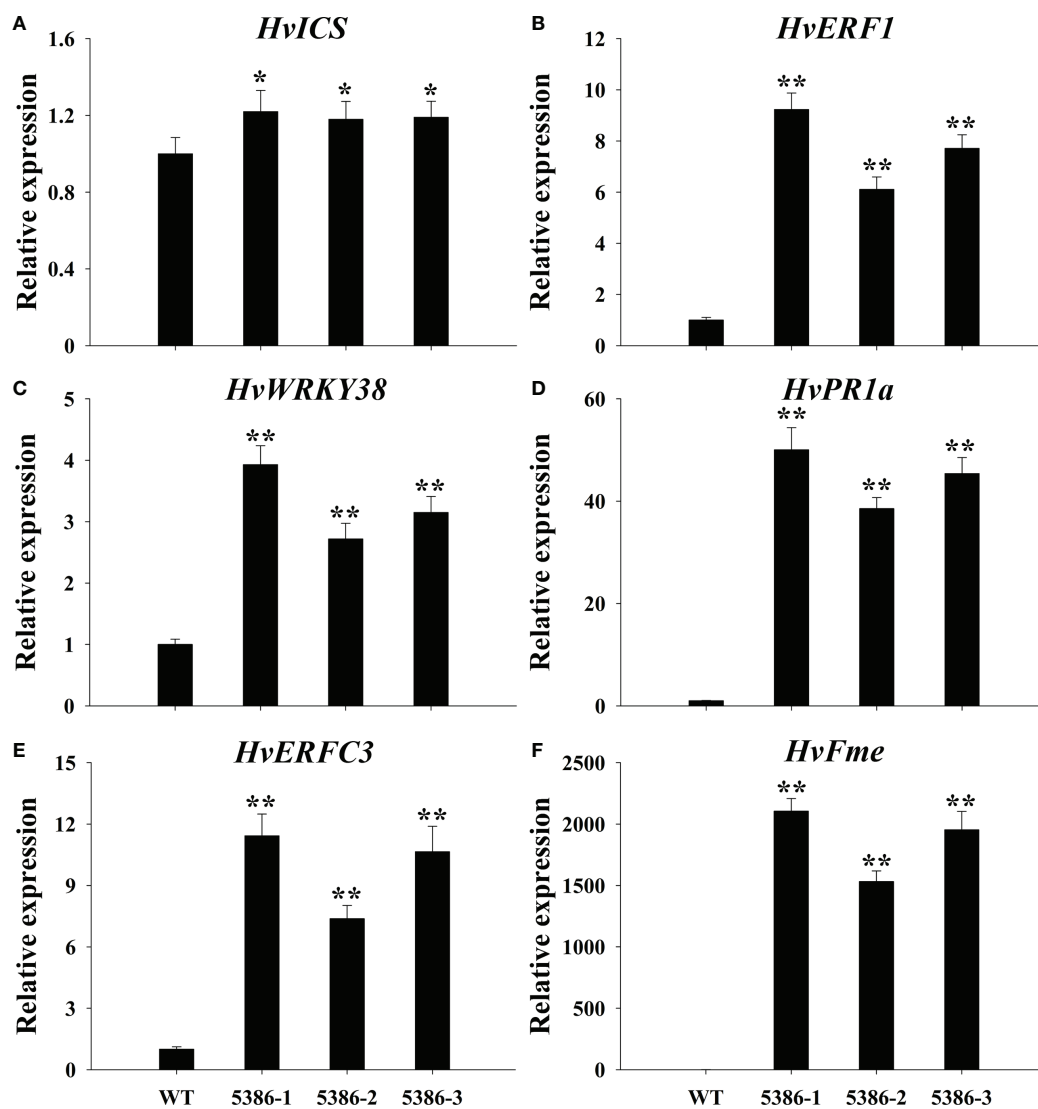 A
HvICS
1.6
1.2
0.8
0.4
0
Relative expression
*
*
*
B
HvERF1
12
10
8
6
4
2
0
Relative expression
**
**
**
C
HvWRKY38
5
4
3
2
1
0
Relative expression
**
**
**
D
HvPR1a
60
40
20
0
Relative expression
**
**
**
E
HvERFC3
15
12
9
6
3
0
Relative expression
**
**
**
WT 5386-1 5386-2 5386-3
F
HvFme
2500
2000
1500
1000
500
0
Relative expression
**
**
**
WT 5386-1 5386-2 5386-3